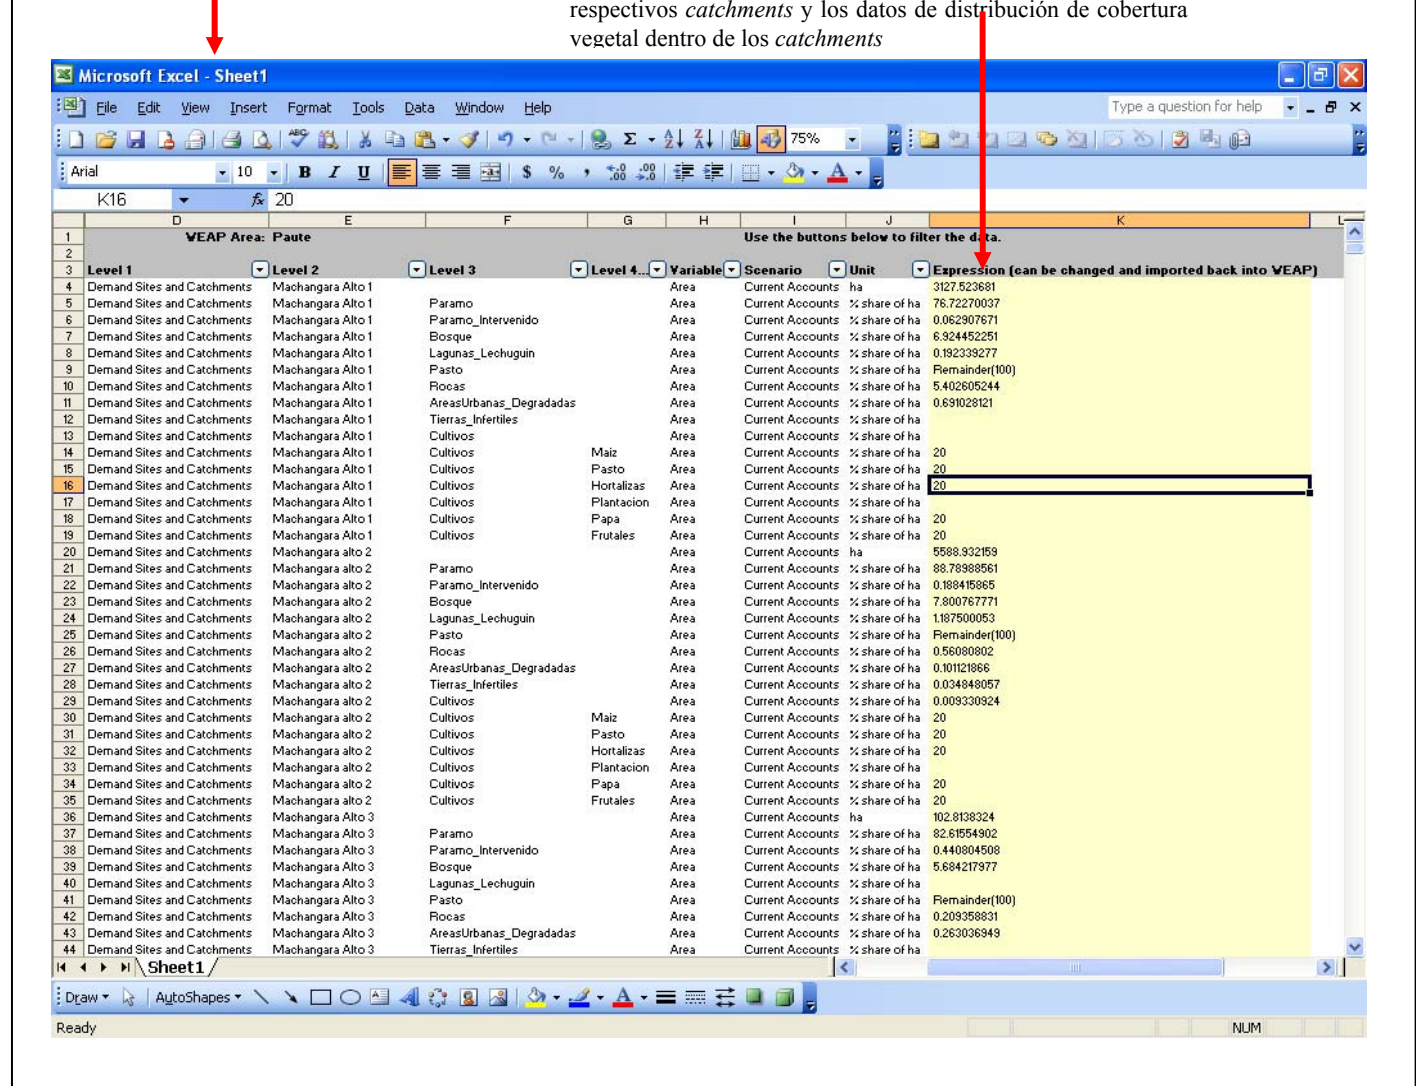 respectivos catchments y los datos de distribución de cobertura
vegetal dentro de los catchments
Microsoft Excel - Sheet1
File Edit View Insert Format Tools Data Window Help Type a question for help
75%
Arial 10 B I U $ % ,
K16 fx 20
D E F G H I J K L
1 WEAP Area: Paute Use the buttons below to filter the data.
2
3 Level 1 Level 2 Level 3 Level 4... Variable Scenario Unit Expression (can be changed and imported back into WEAP)
4 Demand Sites and Catchments Machangara Alto 1 Area Current Accounts ha 3127.523681
5 Demand Sites and Catchments Machangara Alto 1 Paramo Area Current Accounts % share of ha 76.72270037
6 Demand Sites and Catchments Machangara Alto 1 Paramo_Intervenido Area Current Accounts % share of ha 0.062907671
7 Demand Sites and Catchments Machangara Alto 1 Bosque Area Current Accounts % share of ha 6.924452251
8 Demand Sites and Catchments Machangara Alto 1 Lagunas_Lechuguin Area Current Accounts % share of ha 0.192339277
9 Demand Sites and Catchments Machangara Alto 1 Pasto Area Current Accounts % share of ha Remainder(100)
10 Demand Sites and Catchments Machangara Alto 1 Rocas Area Current Accounts % share of ha 5.402605244
11 Demand Sites and Catchments Machangara Alto 1 AreasUrbanas_Degradadas Area Current Accounts % share of ha 0.691028121
12 Demand Sites and Catchments Machangara Alto 1 Tierras_Infertiles Area Current Accounts % share of ha
13 Demand Sites and Catchments Machangara Alto 1 Cultivos Area Current Accounts % share of ha
14 Demand Sites and Catchments Machangara Alto 1 Cultivos Maiz Area Current Accounts % share of ha 20
15 Demand Sites and Catchments Machangara Alto 1 Cultivos Pasto Area Current Accounts % share of ha 20
16 Demand Sites and Catchments Machangara Alto 1 Cultivos Hortalizas Area Current Accounts % share of ha 20
17 Demand Sites and Catchments Machangara Alto 1 Cultivos Plantacion Area Current Accounts % share of ha
18 Demand Sites and Catchments Machangara Alto 1 Cultivos Papa Area Current Accounts % share of ha 20
19 Demand Sites and Catchments Machangara Alto 1 Cultivos Frutales Area Current Accounts % share of ha 20
20 Demand Sites and Catchments Machangara alto 2 Area Current Accounts ha 5588.932159
21 Demand Sites and Catchments Machangara alto 2 Paramo Area Current Accounts % share of ha 88.78988561
22 Demand Sites and Catchments Machangara alto 2 Paramo_Intervenido Area Current Accounts % share of ha 0.188415865
23 Demand Sites and Catchments Machangara alto 2 Bosque Area Current Accounts % share of ha 7.800767771
24 Demand Sites and Catchments Machangara alto 2 Lagunas_Lechuguin Area Current Accounts % share of ha 1.187500053
25 Demand Sites and Catchments Machangara alto 2 Pasto Area Current Accounts % share of ha Remainder(100)
26 Demand Sites and Catchments Machangara alto 2 Rocas Area Current Accounts % share of ha 0.56080802
27 Demand Sites and Catchments Machangara alto 2 AreasUrbanas_Degradadas Area Current Accounts % share of ha 0.101121866
28 Demand Sites and Catchments Machangara alto 2 Tierras_Infertiles Area Current Accounts % share of ha 0.034848057
29 Demand Sites and Catchments Machangara alto 2 Cultivos Area Current Accounts % share of ha 0.009330924
30 Demand Sites and Catchments Machangara alto 2 Cultivos Maiz Area Current Accounts % share of ha 20
31 Demand Sites and Catchments Machangara alto 2 Cultivos Pasto Area Current Accounts % share of ha 20
32 Demand Sites and Catchments Machangara alto 2 Cultivos Hortalizas Area Current Accounts % share of ha 20
33 Demand Sites and Catchments Machangara alto 2 Cultivos Plantacion Area Current Accounts % share of ha
34 Demand Sites and Catchments Machangara alto 2 Cultivos Papa Area Current Accounts % share of ha 20
35 Demand Sites and Catchments Machangara alto 2 Cultivos Frutales Area Current Accounts % share of ha 20
36 Demand Sites and Catchments Machangara Alto 3 Area Current Accounts ha 102.8138324
37 Demand Sites and Catchments Machangara Alto 3 Paramo Area Current Accounts % share of ha 82.61554902
38 Demand Sites and Catchments Machangara Alto 3 Paramo_Intervenido Area Current Accounts % share of ha 0.440804508
39 Demand Sites and Catchments Machangara Alto 3 Bosque Area Current Accounts % share of ha 5.684217977
40 Demand Sites and Catchments Machangara Alto 3 Lagunas_Lechuguin Area Current Accounts % share of ha
41 Demand Sites and Catchments Machangara Alto 3 Pasto Area Current Accounts % share of ha Remainder(100)
42 Demand Sites and Catchments Machangara Alto 3 Rocas Area Current Accounts % share of ha 0.209358831
43 Demand Sites and Catchments Machangara Alto 3 AreasUrbanas_Degradadas Area Current Accounts % share of ha 0.263036949
44 Demand Sites and Catchments Machangara Alto 3 Tierras_Infertiles Area Current Accounts % share of ha
Sheet1
Draw AutoShapes
Ready NUM